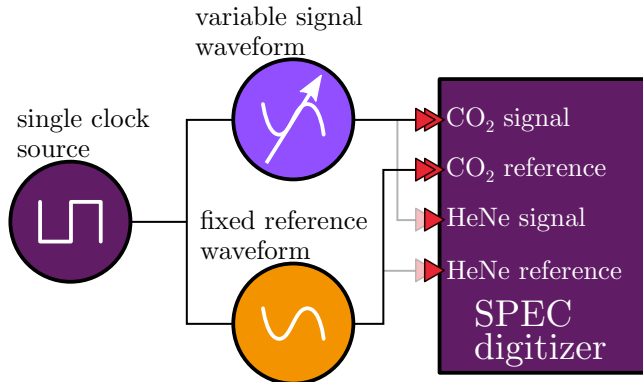 variable signal
waveform
single clock
source
fixed reference
waveform
CO₂ signal
CO₂ reference
HeNe signal
HeNe reference
SPEC
digitizer